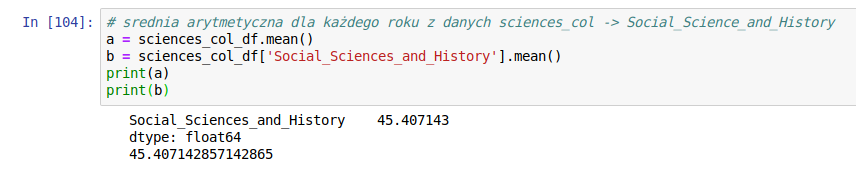 In [104]: # srednia arytmetyczna dla każdego roku z danych sciences_col -> Social_Science_and_History
a = sciences_col_df.mean()
b = sciences_col_df['Social_Sciences_and_History'].mean()
print(a)
print(b)
Social_Sciences_and_History    45.407143
dtype: float64
45.407142857142865